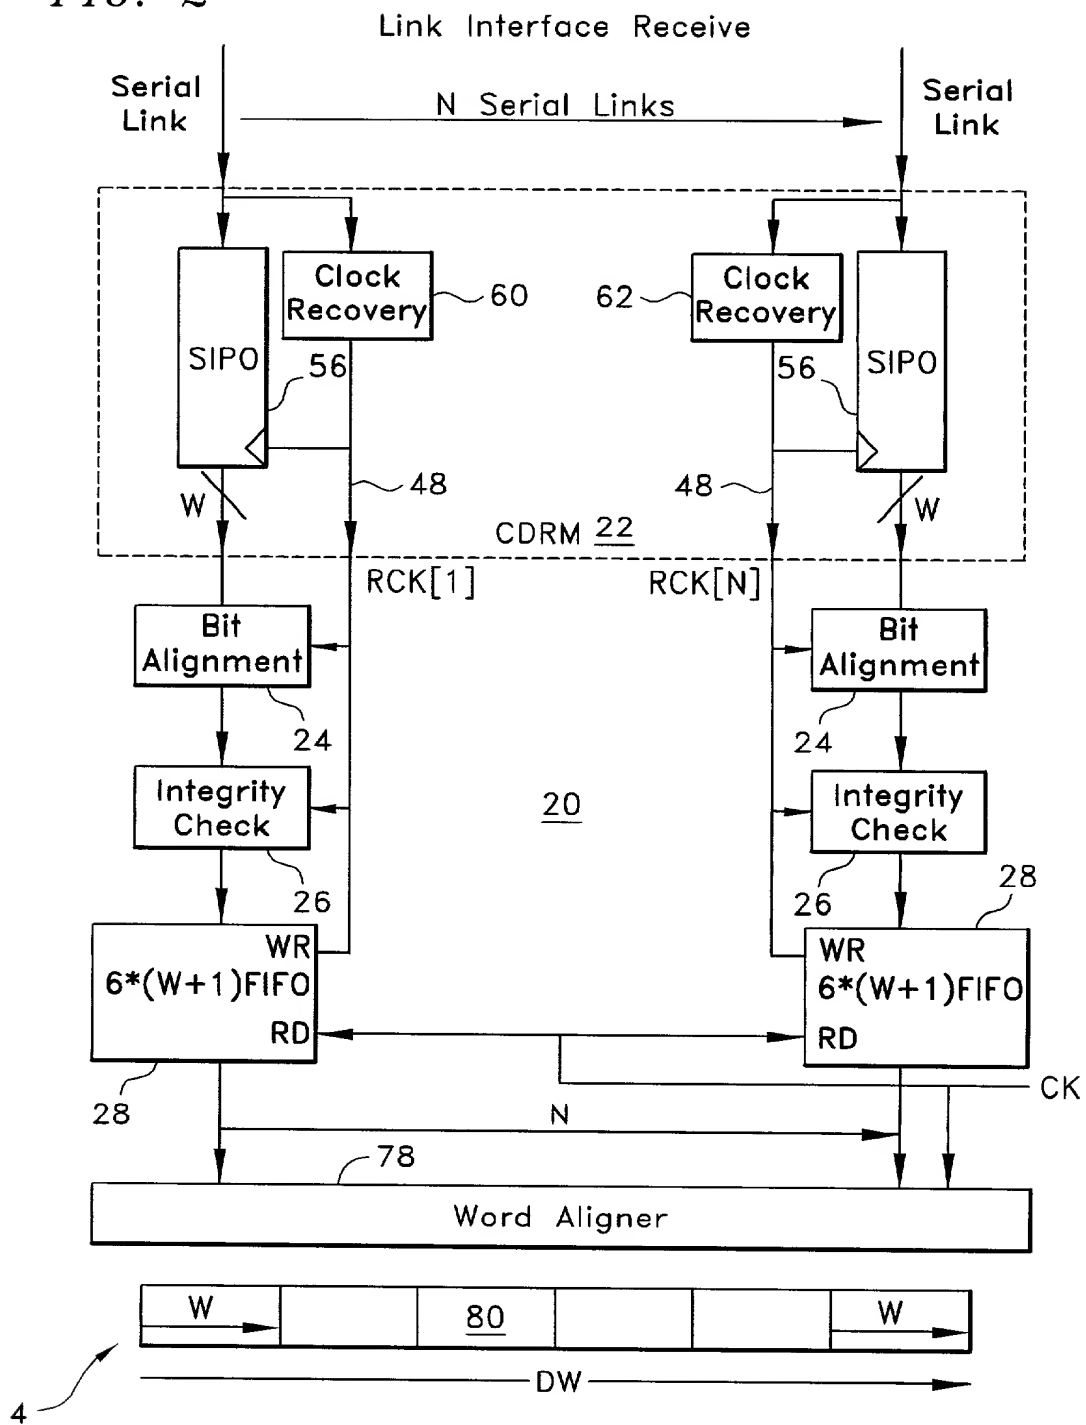 FIG. 2
Link Interface Receive
Serial
Link
N Serial Links
Serial
Link
Clock
Recovery
60
62
Clock
Recovery
SIPO
56
56
SIPO
W
48
48
W
CDRM 22
RCK[1]
RCK[N]
Bit
Alignment
Bit
Alignment
24
24
Integrity
Check
20
Integrity
Check
26
26
28
WR
6*(W+1)FIFO
RD
WR
6*(W+1)FIFO
RD
28
CK
N
78
Word Aligner
W
80
W
4
DW